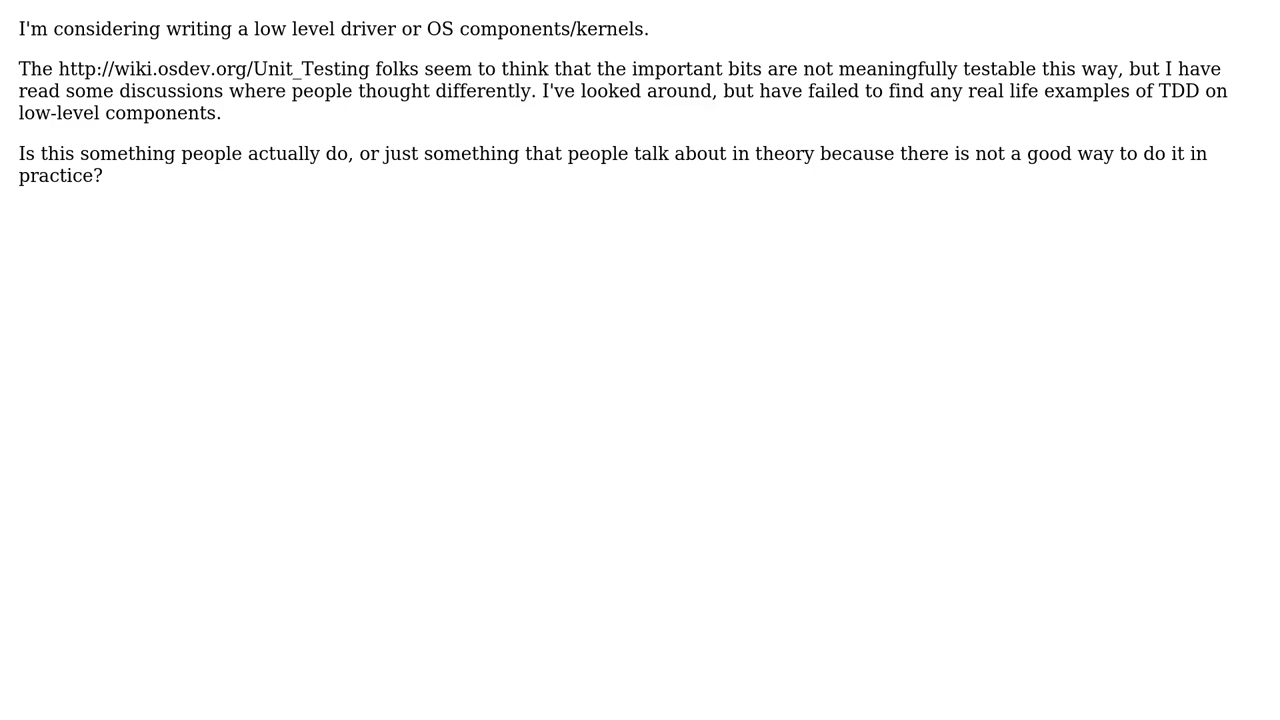 I'm considering writing a low level driver or OS components/kernels.
The http://wiki.osdev.org/Unit_Testing folks seem to think that the important bits are not meaningfully testable this way, but I have
read some discussions where people thought differently. I've looked around, but have failed to find any real life examples of TDD on
low-level components.
Is this something people actually do, or just something that people talk about in theory because there is not a good way to do it in
practice?